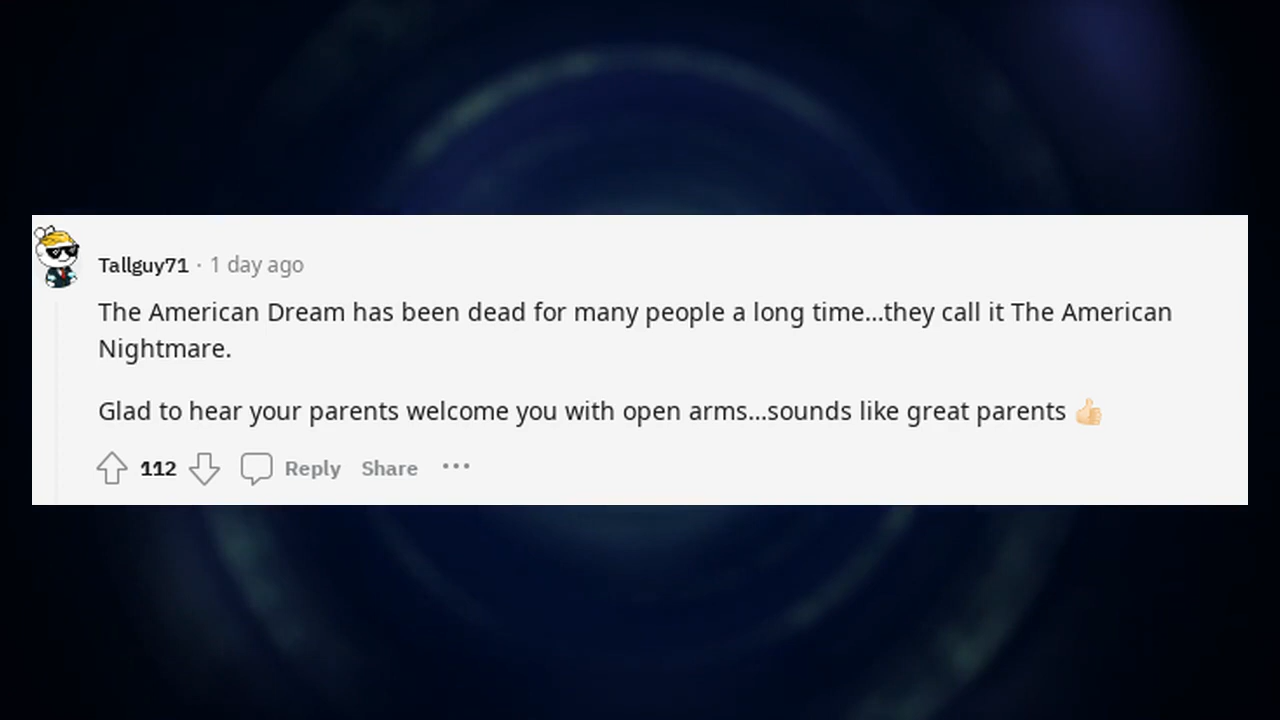 Tallguy71 · 1 day ago
The American Dream has been dead for many people a long time...they call it The American
Nightmare.
Glad to hear your parents welcome you with open arms...sounds like great parents 👍🏻
112 Reply Share ···